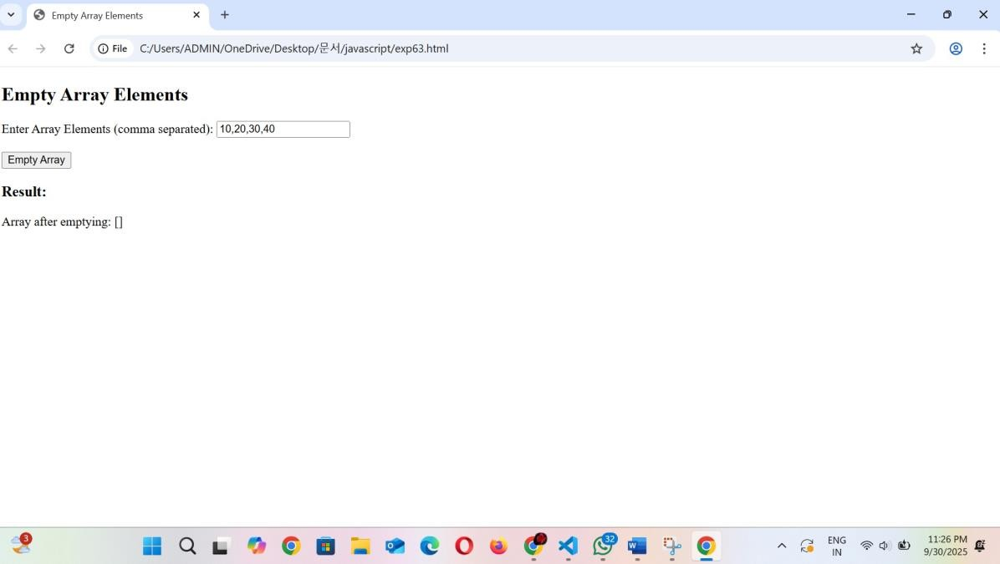 Empty Array Elements
File C:/Users/ADMIN/OneDrive/Desktop/문서/javascript/exp63.html
Empty Array Elements
Enter Array Elements (comma separated): 10,20,30,40
Empty Array
Result:
Array after emptying: []
3
32
ENG
IN
11:26 PM
9/30/2025